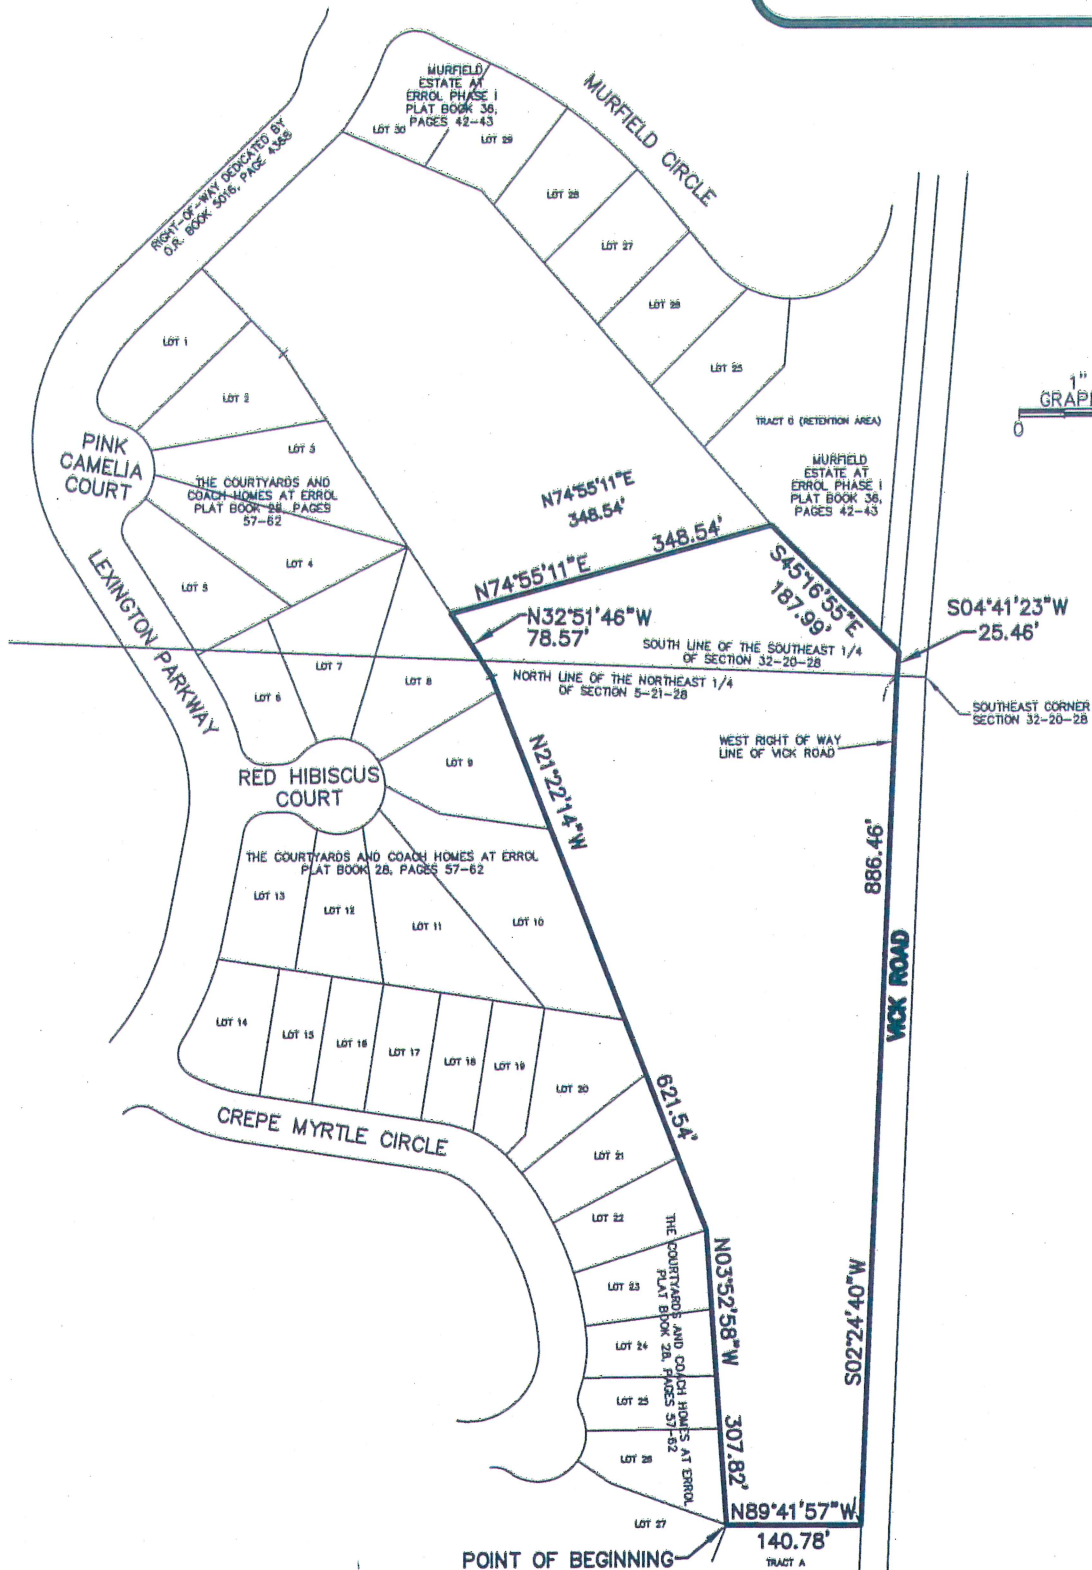 MURFIELD
ESTATE AT
ERROL PHASE I
PLAT BOOK 36,
PAGES 42-43
MURFIELD CIRCLE
LOT 30
LOT 29
LOT 28
LOT 27
LOT 26
LOT 25
RIGHT-OF-WAY DEDICATED BY
O.R. BOOK 5016, PAGE 4368
LOT 1
LOT 2
LOT 3
1"
GRAPI
0
TRACT G (RETENTION AREA)
MURFIELD
ESTATE AT
ERROL PHASE I
PLAT BOOK 36,
PAGES 42-43
PINK
CAMELIA
COURT
THE COURTYARDS AND
COACH HOMES AT ERROL
PLAT BOOK 28, PAGES
57-62
N74°55'11"E
348.54'
N74°55'11"E
348.54'
S45°16'55"E
187.99'
LOT 4
LOT 5
LEXINGTON PARKWAY
N32°51'46"W
78.57'
S04°41'23"W
25.46'
SOUTH LINE OF THE SOUTHEAST 1/4
OF SECTION 32-20-28
NORTH LINE OF THE NORTHEAST 1/4
OF SECTION 5-21-28
SOUTHEAST CORNER
SECTION 32-20-28
WEST RIGHT OF WAY
LINE OF VICK ROAD
LOT 6
LOT 7
LOT 8
LOT 9
RED HIBISCUS
COURT
N21°22'14"W
THE COURTYARDS AND COACH HOMES AT ERROL
PLAT BOOK 28, PAGES 57-62
886.46'
VICK ROAD
LOT 13
LOT 12
LOT 11
LOT 10
LOT 14
LOT 15
LOT 16
LOT 17
LOT 18
LOT 19
LOT 20
621.54'
CREPE MYRTLE CIRCLE
LOT 21
LOT 22
LOT 23
LOT 24
LOT 25
LOT 26
LOT 27
THE COURTYARDS AND COACH HOMES AT ERROL
PLAT BOOK 28, PAGES 57-62
N03°52'58"W
307.82'
S02°24'40"W
N89°41'57"W
140.78'
TRACT A
POINT OF BEGINNING